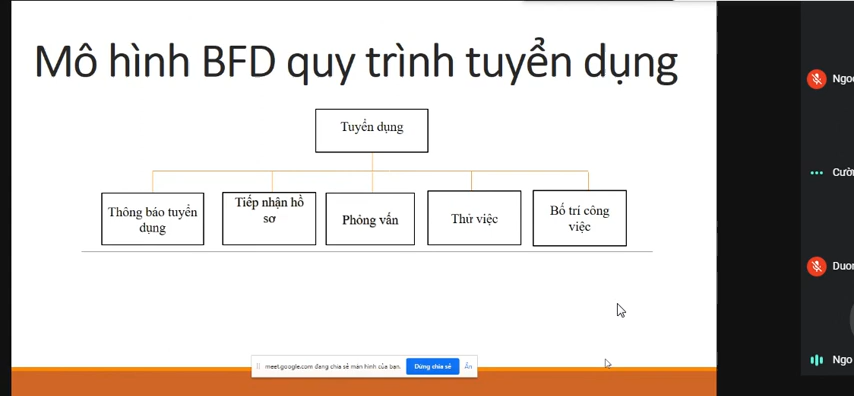 Mô hình BFD quy trình tuyển dụng
Tuyển dụng
Thông báo tuyển
dụng
Tiếp nhận hồ
sơ
Phỏng vấn
Thử việc
Bố trí công
việc
meet.google.com đang chia sẻ màn hình của bạn.
Dừng chia sẻ
Ẩn
Ngo